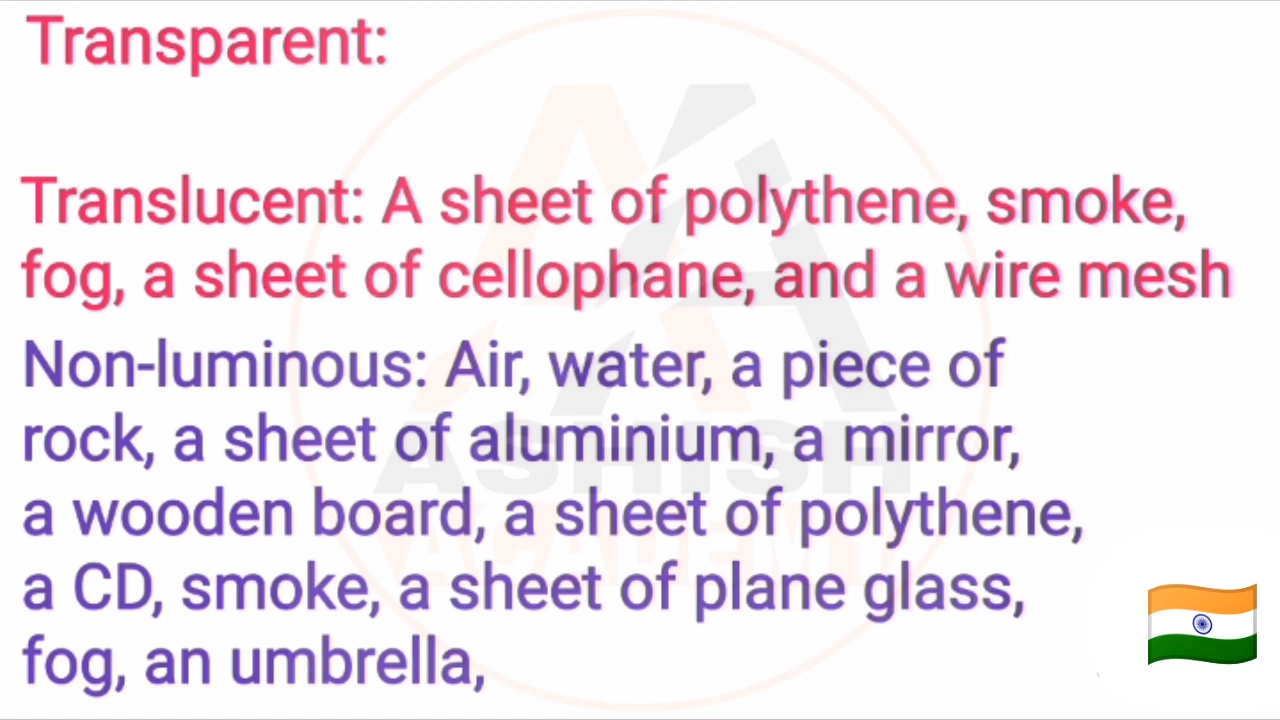 Transparent:
Translucent: A sheet of polythene, smoke,
fog, a sheet of cellophane, and a wire mesh
Non-luminous: Air, water, a piece of
rock, a sheet of aluminium, a mirror,
a wooden board, a sheet of polythene,
a CD, smoke, a sheet of plane glass,
fog, an umbrella,
ASHISH
ACADEMY